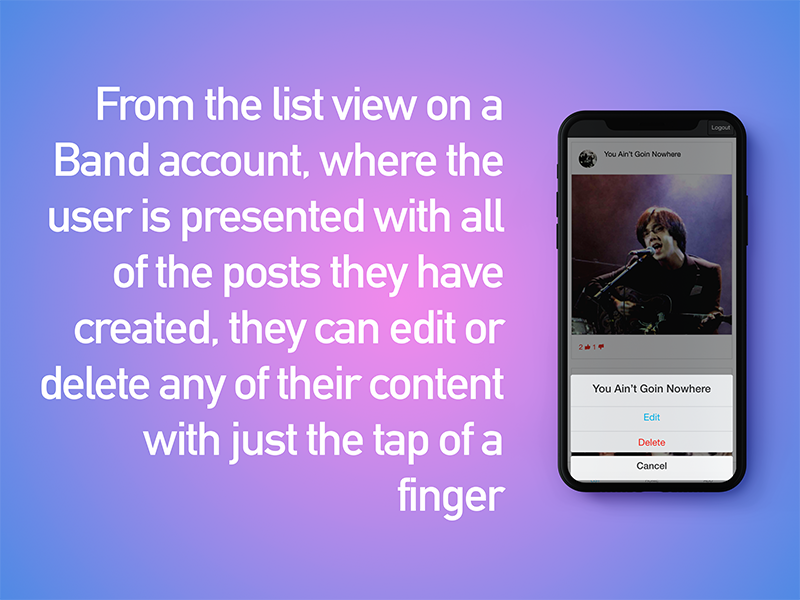 From the list view on a
Band account, where the
user is presented with all
of the posts they have
created, they can edit or
delete any of their content
with just the tap of a
finger
Logout
You Ain't Goin Nowhere
2 1
You Ain't Goin Nowhere
Edit
Delete
Cancel